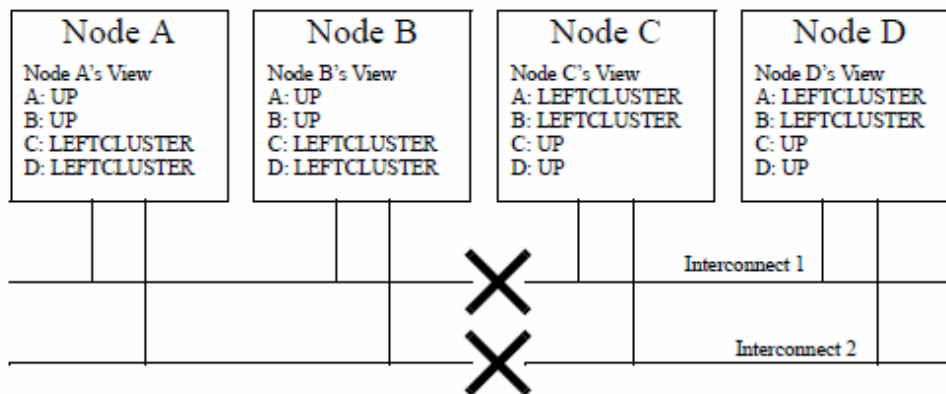 Node A
Node A's View
A: UP
B: UP
C: LEFTCLUSTER
D: LEFTCLUSTER
Node B
Node B's View
A: UP
B: UP
C: LEFTCLUSTER
D: LEFTCLUSTER
Node C
Node C's View
A: LEFTCLUSTER
B: LEFTCLUSTER
C: UP
D: UP
Node D
Node D's View
A: LEFTCLUSTER
B: LEFTCLUSTER
C: UP
D: UP
Interconnect 1
Interconnect 2